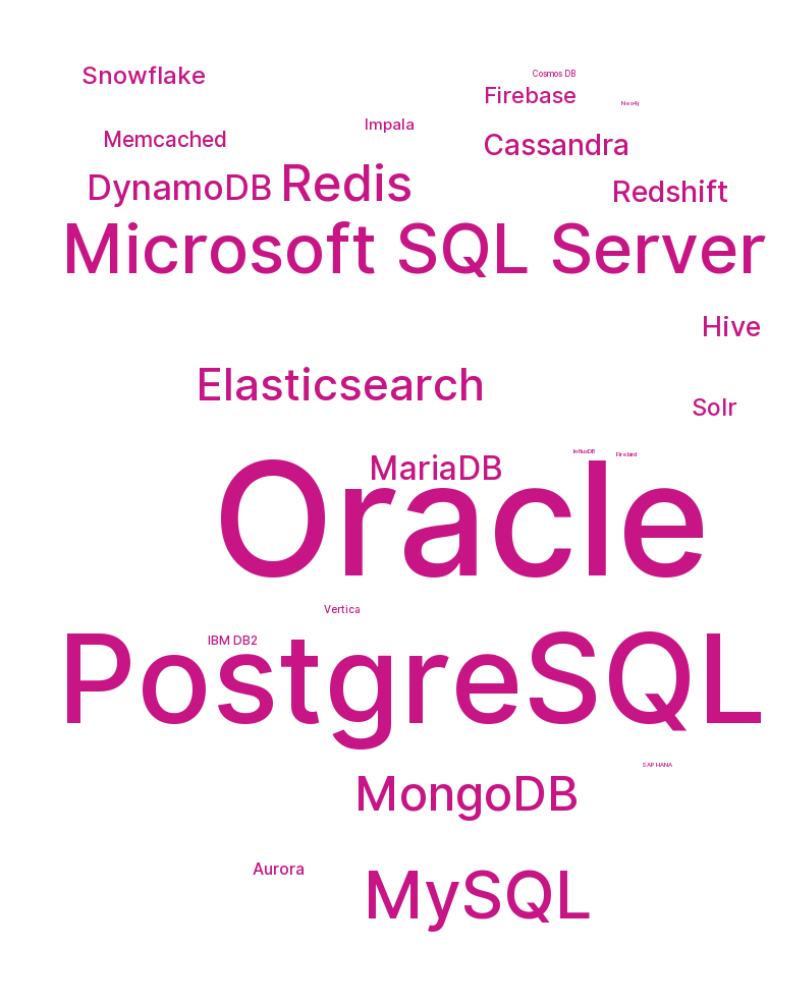 Snowflake
Cosmos DB
Firebase
Neo4j
Impala
Memcached
Cassandra
DynamoDB
Redis
Redshift
Microsoft SQL Server
Hive
Elasticsearch
Solr
InfluxDB
Firebird
MariaDB
Oracle
Vertica
IBM DB2
PostgreSQL
SAP HANA
MongoDB
Aurora
MySQL